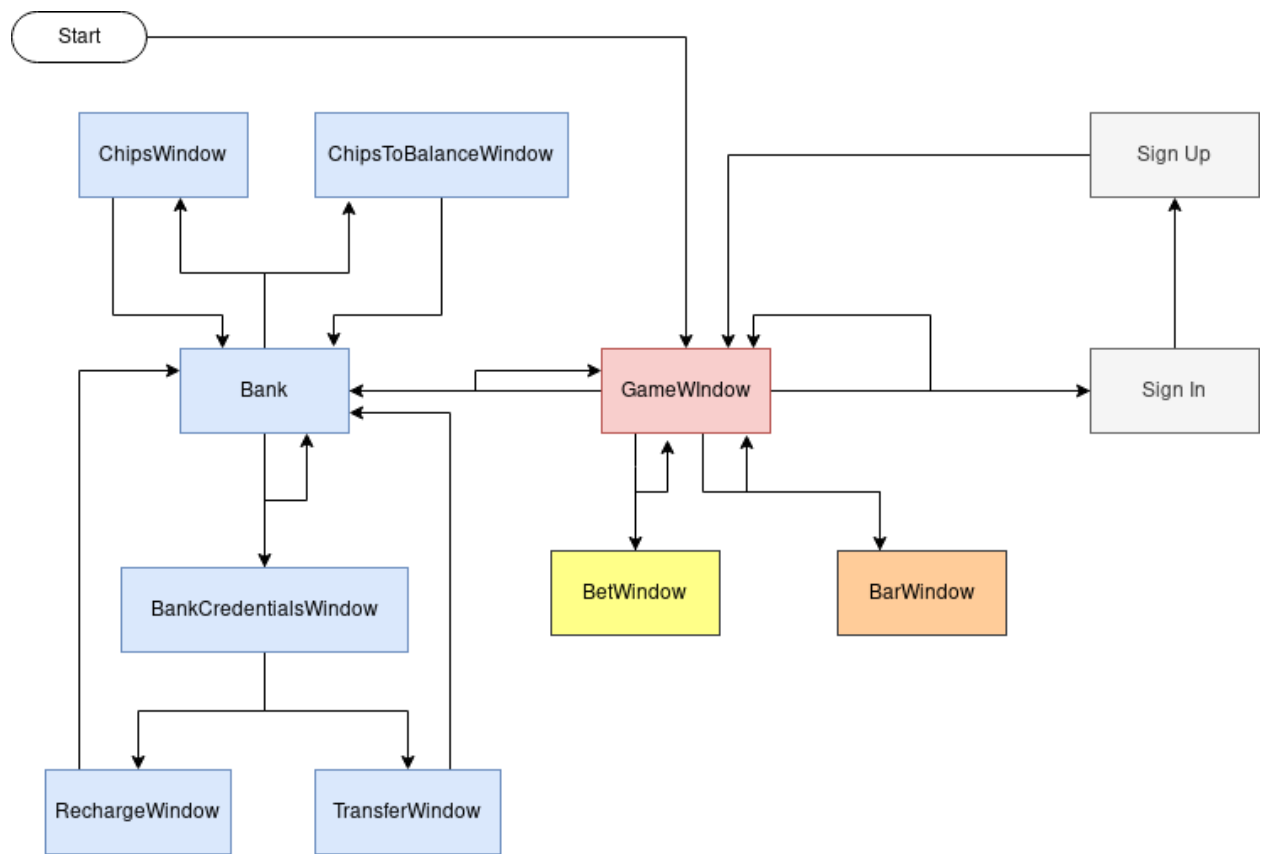 Start
ChipsWindow
ChipsToBalanceWindow
Sign Up
Bank
GameWIndow
Sign In
BankCredentialsWindow
BetWindow
BarWindow
RechargeWindow
TransferWindow